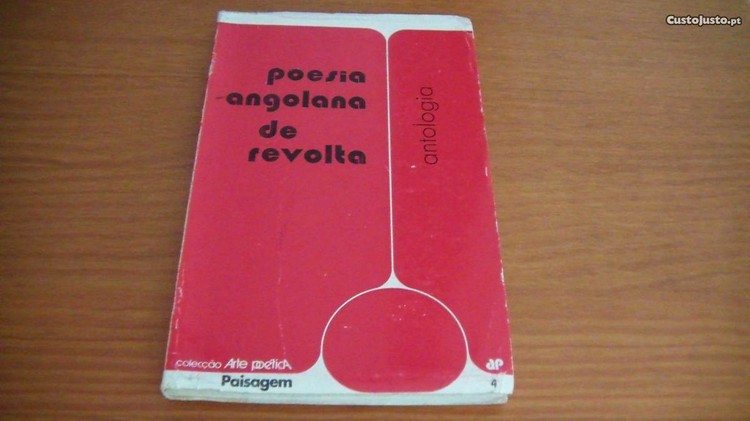 CustoJusto.pt
poesia
angolana
de
revolta
antologia
colecção Arte poética
AP
Paisagem
4